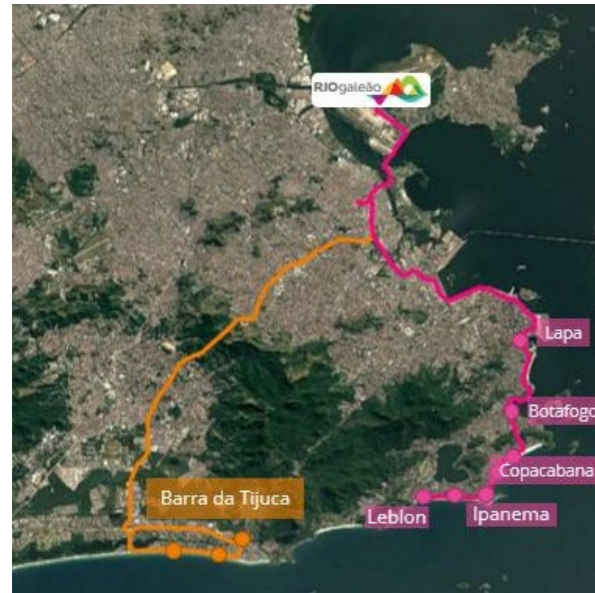 RIOgaleão
Lapa
Botafogo
Copacabana
Ipanema
Leblon
Barra da Tijuca